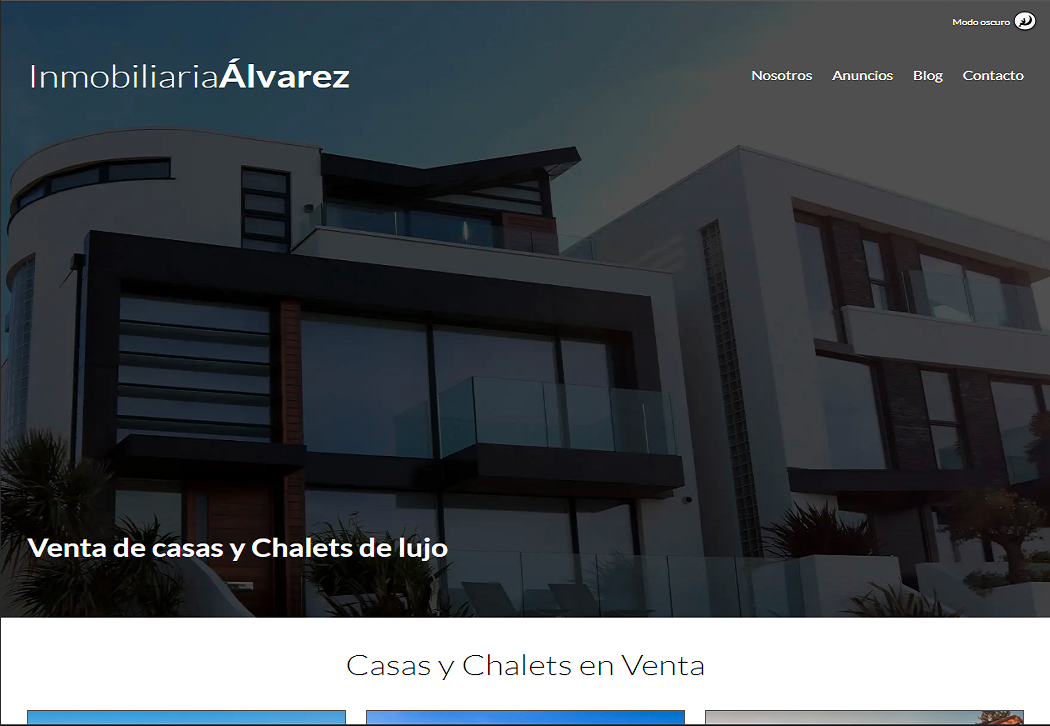 Modo oscuro
InmobiliariaÁlvarez
Nosotros Anuncios Blog Contacto
Venta de casas y Chalets de lujo
Casas y Chalets en Venta